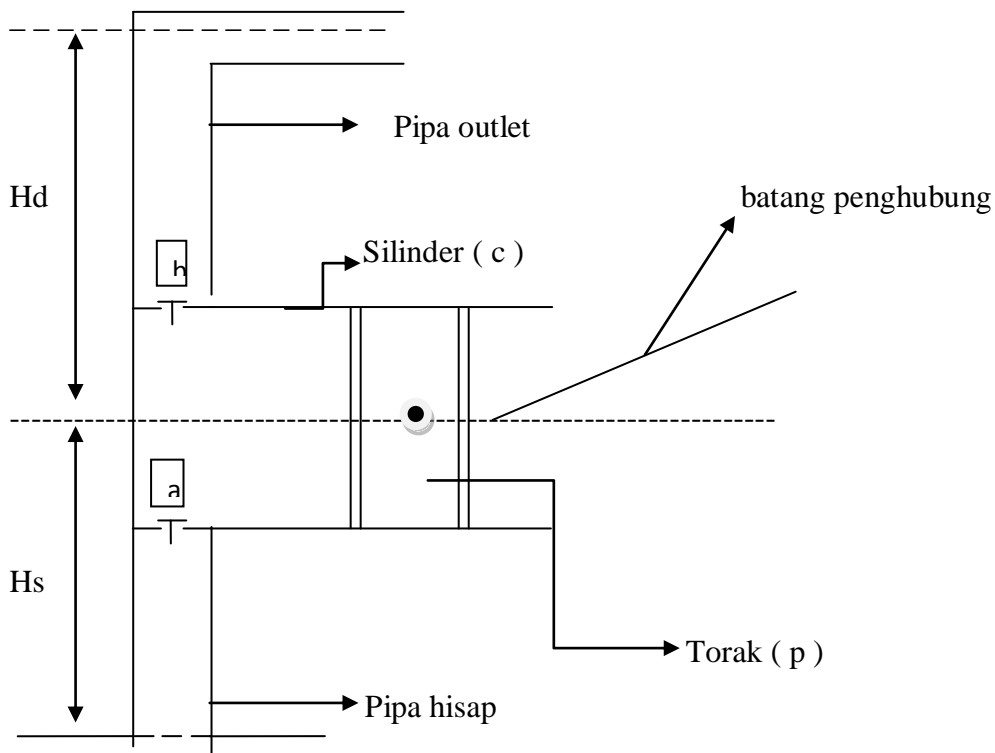 Pipa outlet
Hd
batang penghubung
Silinder ( c )
b
a
Hs
Torak ( p )
Pipa hisap